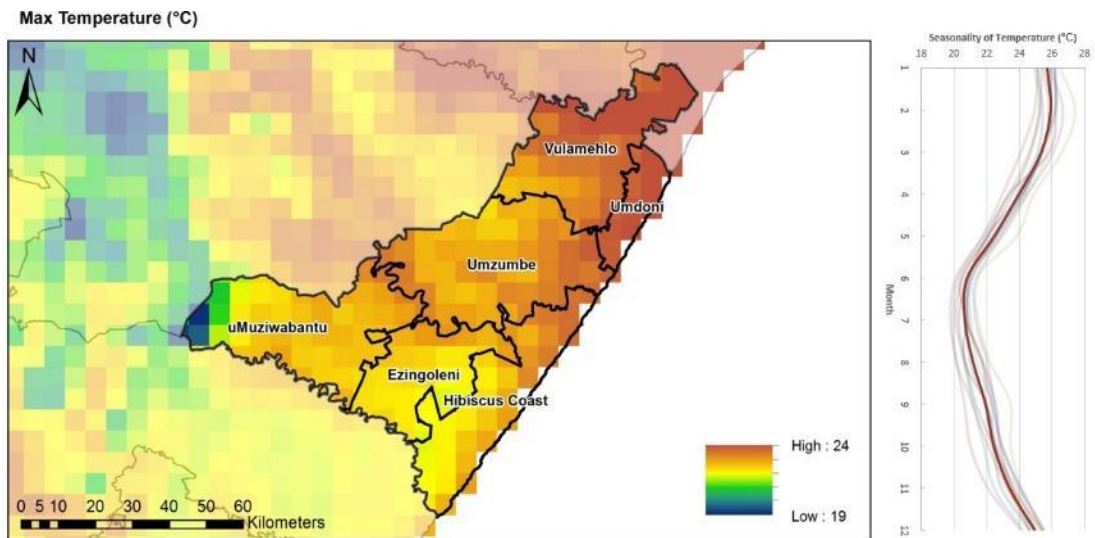 Max Temperature (°C)
N
Vulamehlo
Umdoni
Umzumbe
uMuziwabantu
Ezingoleni
Hibiscus Coast
High : 24
Low : 19
0 5 10 20 30 40 50 60
Kilometers
Seasonality of Temperature (°C)
18 20 22 24 26 28
1
2
3
4
5
6
7
8
9
10
11
12
Month